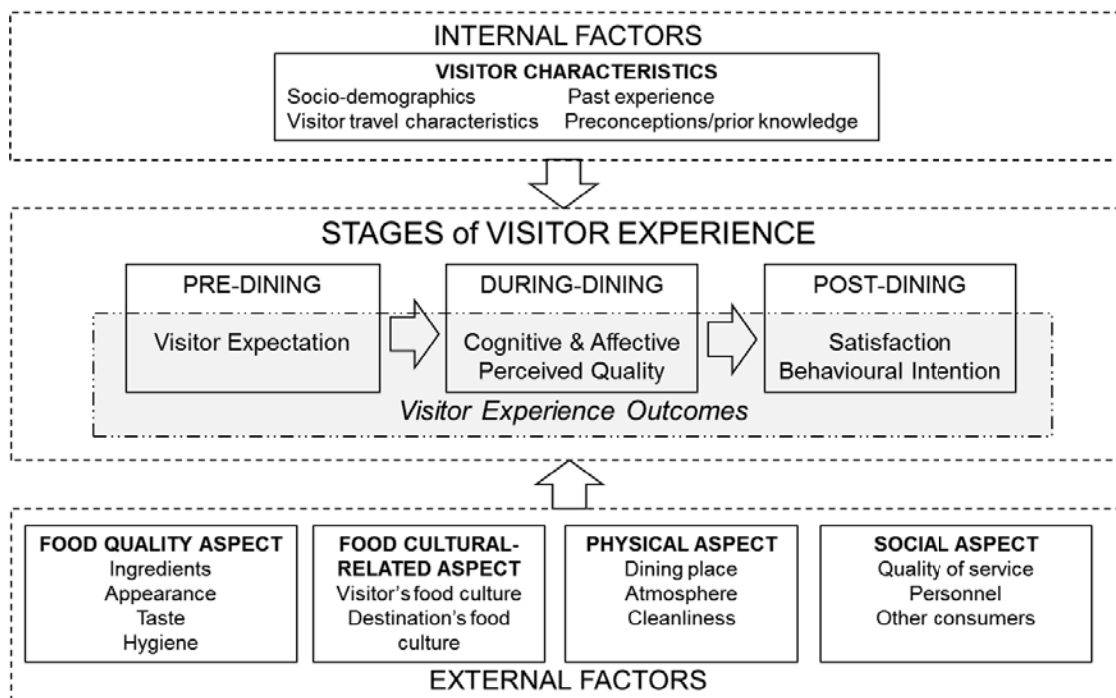 INTERNAL FACTORS
VISITOR CHARACTERISTICS
Socio-demographics Past experience
Visitor travel characteristics Preconceptions/prior knowledge
STAGES of VISITOR EXPERIENCE
PRE-DINING
Visitor Expectation
DURING-DINING
Cognitive & Affective
Perceived Quality
POST-DINING
Satisfaction
Behavioural Intention
Visitor Experience Outcomes
FOOD QUALITY ASPECT
Ingredients
Appearance
Taste
Hygiene
FOOD CULTURAL-
RELATED ASPECT
Visitor's food culture
Destination's food
culture
PHYSICAL ASPECT
Dining place
Atmosphere
Cleanliness
SOCIAL ASPECT
Quality of service
Personnel
Other consumers
EXTERNAL FACTORS